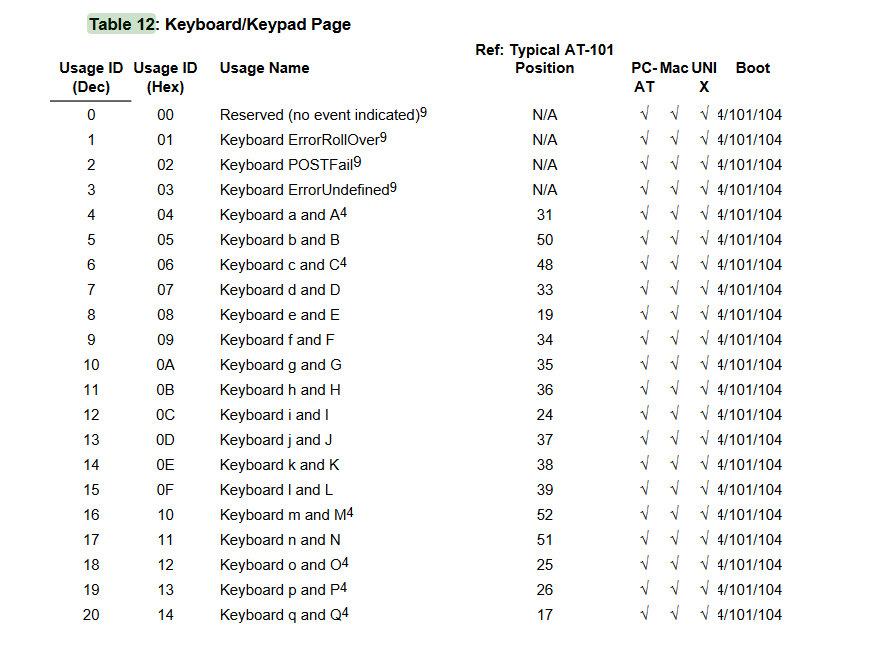 Table 12: Keyboard/Keypad Page
Ref: Typical AT-101
Usage ID Usage ID Usage Name Position PC- Mac UNI Boot
(Dec) (Hex) AT X
0 00 Reserved (no event indicated)9 N/A √ √ √ 4/101/104
1 01 Keyboard ErrorRollOver9 N/A √ √ √ 4/101/104
2 02 Keyboard POSTFail9 N/A √ √ √ 4/101/104
3 03 Keyboard ErrorUndefined9 N/A √ √ √ 4/101/104
4 04 Keyboard a and A4 31 √ √ √ 4/101/104
5 05 Keyboard b and B 50 √ √ √ 4/101/104
6 06 Keyboard c and C4 48 √ √ √ 4/101/104
7 07 Keyboard d and D 33 √ √ √ 4/101/104
8 08 Keyboard e and E 19 √ √ √ 4/101/104
9 09 Keyboard f and F 34 √ √ √ 4/101/104
10 0A Keyboard g and G 35 √ √ √ 4/101/104
11 0B Keyboard h and H 36 √ √ √ 4/101/104
12 0C Keyboard i and I 24 √ √ √ 4/101/104
13 0D Keyboard j and J 37 √ √ √ 4/101/104
14 0E Keyboard k and K 38 √ √ √ 4/101/104
15 0F Keyboard l and L 39 √ √ √ 4/101/104
16 10 Keyboard m and M4 52 √ √ √ 4/101/104
17 11 Keyboard n and N 51 √ √ √ 4/101/104
18 12 Keyboard o and O4 25 √ √ √ 4/101/104
19 13 Keyboard p and P4 26 √ √ √ 4/101/104
20 14 Keyboard q and Q4 17 √ √ √ 4/101/104